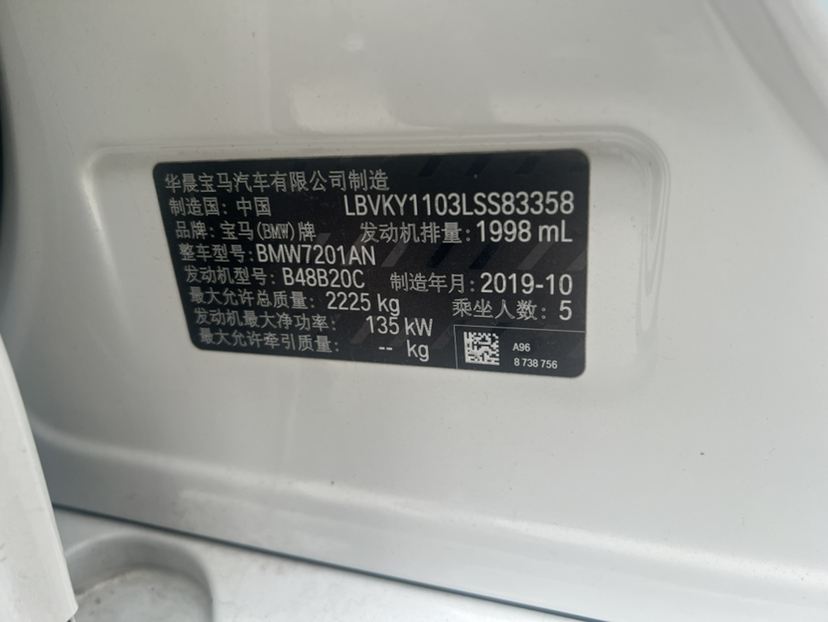 华晨宝马汽车有限公司制造
制造国: 中国 LBVKY1103LSS83358
品牌: 宝马(BMW)牌 发动机排量: 1998 mL
整车型号: BMW7201AN
发动机型号: B48B20C 制造年月: 2019-10
最大允许总质量: 2225 kg 乘坐人数: 5
发动机最大净功率: 135 kW
最大允许牵引质量: -- kg
A96
8 738 756